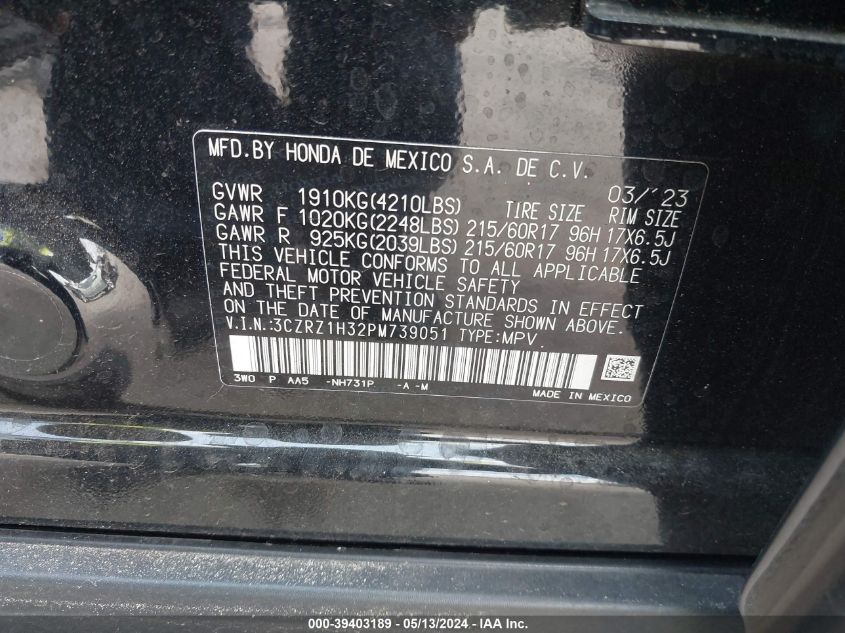 MFD.BY HONDA DE MEXICO S.A. DE C.V.
03/'23
GVWR 1910KG(4210LBS) TIRE SIZE RIM SIZE
GAWR F 1020KG(2248LBS) 215/60R17 96H 17X6.5J
GAWR R 925KG(2039LBS) 215/60R17 96H 17X6.5J
THIS VEHICLE CONFORMS TO ALL APPLICABLE
FEDERAL MOTOR VEHICLE SAFETY
AND THEFT PREVENTION STANDARDS IN EFFECT
ON THE DATE OF MANUFACTURE SHOWN ABOVE.
V.I.N.:3CZRZ1H32PM739051 TYPE:MPV.
3W0 P AA5 -NH731P -A -M
MADE IN MEXICO
000-39403189 - 05/13/2024 - IAA Inc.